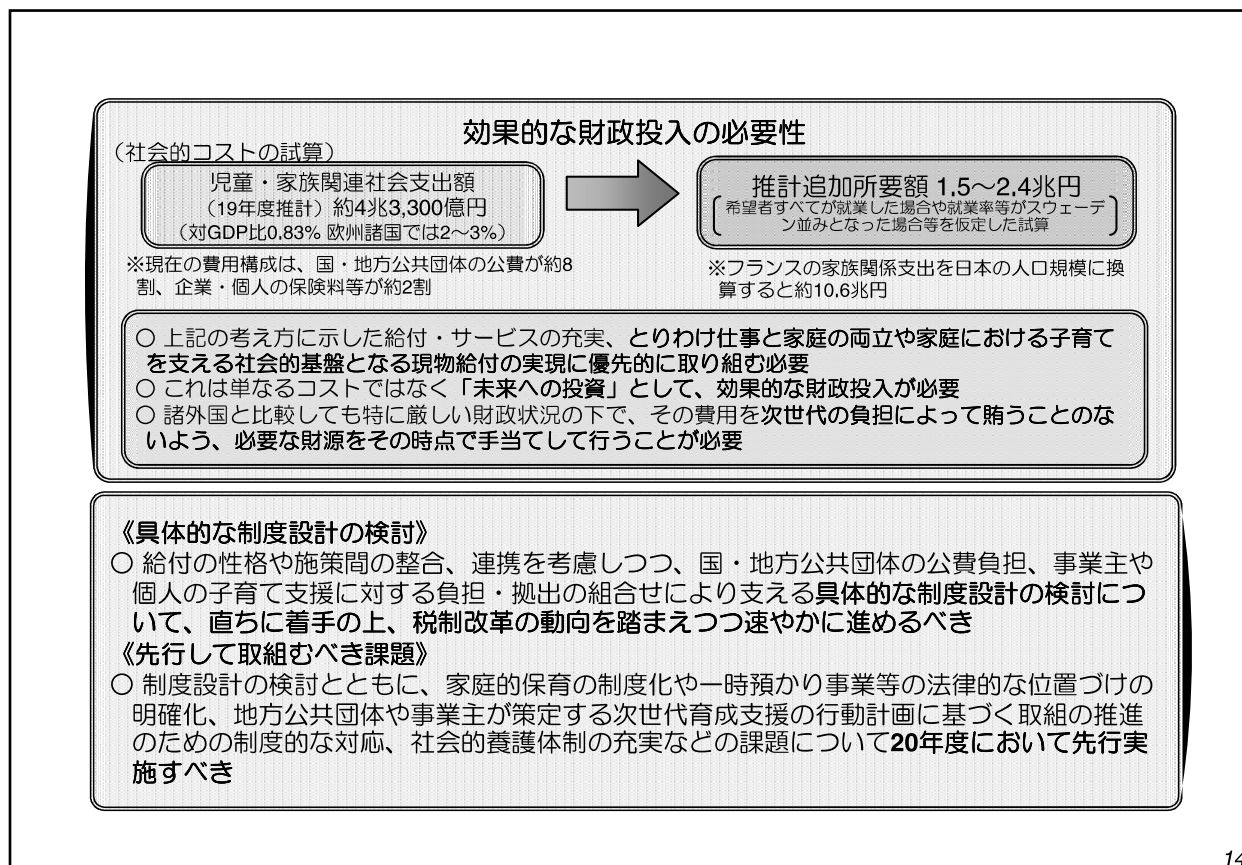 効果的な財政投入の必要性
（社会的コストの試算）
児童・家族関連社会支出額
（19年度推計）約4兆3,300億円
（対GDP比0.83% 欧州諸国では2～3%）
推計追加所要額 1.5～2.4兆円
希望者すべてが就業した場合や就業率等がスウェーデ
ン並みとなった場合等を仮定した試算
※現在の費用構成は、国・地方公共団体の公費が約8
割、企業・個人の保険料等が約2割
※フランスの家族関係支出を日本の人口規模に換
算すると約10.6兆円
○ 上記の考え方に示した給付・サービスの充実、とりわけ仕事と家庭の両立や家庭における子育て
を支える社会的基盤となる現物給付の実現に優先的に取り組む必要
○ これは単なるコストではなく「未来への投資」として、効果的な財政投入が必要
○ 諸外国と比較しても特に厳しい財政状況の下で、その費用を次世代の負担によって賄うことのな
いよう、必要な財源をその時点で手当てして行うことが必要
《具体的な制度設計の検討》
○ 給付の性格や施策間の整合、連携を考慮しつつ、国・地方公共団体の公費負担、事業主や
個人の子育て支援に対する負担・拠出の組合せにより支える具体的な制度設計の検討につ
いて、直ちに着手の上、税制改革の動向を踏まえつつ速やかに進めるべき
《先行して取組むべき課題》
○ 制度設計の検討とともに、家庭的保育の制度化や一時預かり事業等の法律的な位置づけの
明確化、地方公共団体や事業主が策定する次世代育成支援の行動計画に基づく取組の推進
のための制度的な対応、社会的養護体制の充実などの課題について20年度において先行実
施すべき
14